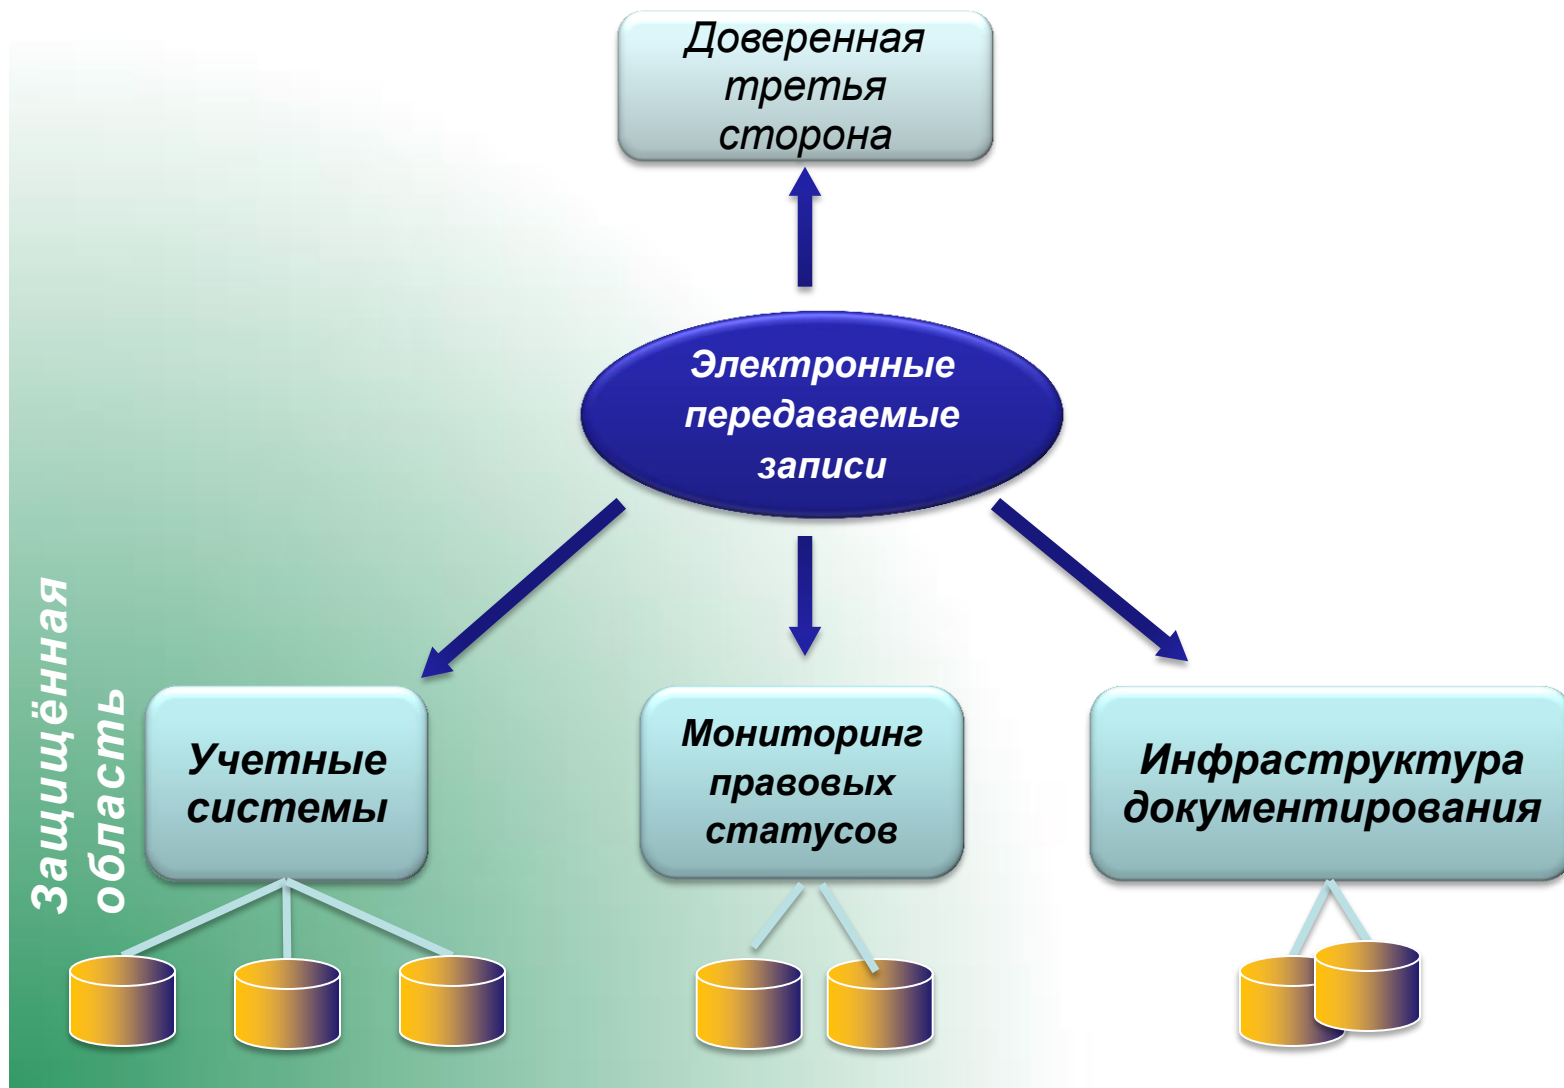 Доверенная
третья
сторона
Электронные
передаваемые
записи
Защищённая
область
Учетные
системы
Мониторинг
правовых
статусов
Инфраструктура
документирования